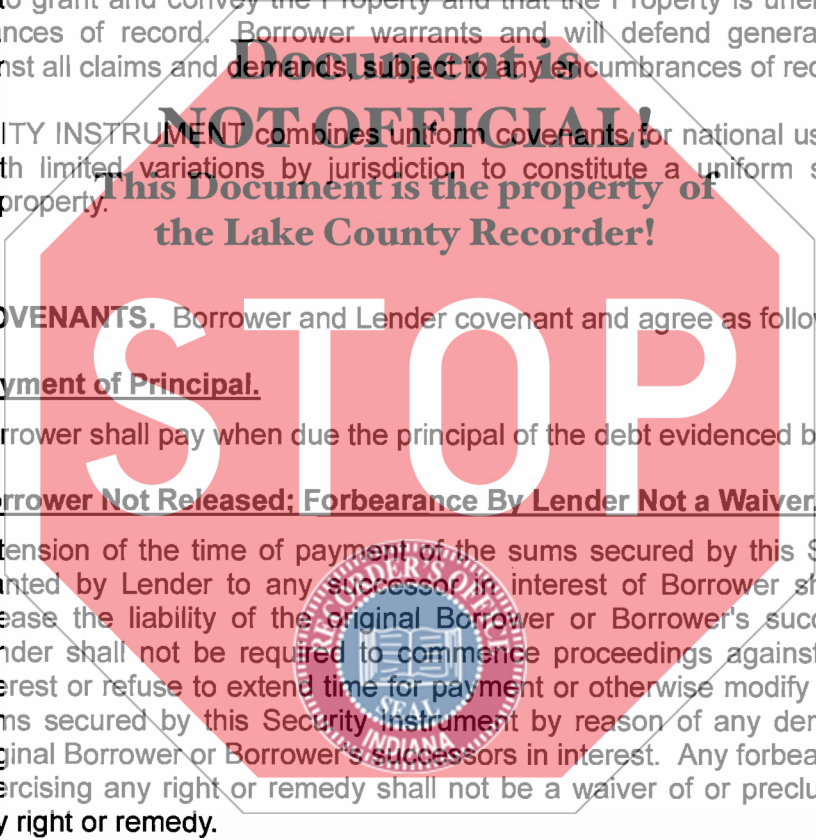 to grant and convey the Property and that the Property is
nces of record. Borrower warrants and will defend genera
Document is
nst all claims and demands, subject to any encumbrances of rec
NOT OFFICIAL!
ITY INSTRUMENT combines uniform covenants for national us
th limited variations by jurisdiction to constitute a uniform s
This Document is the property of
property.
the Lake County Recorder!
OVENANTS. Borrower and Lender covenant and agree as follo
STOP
yment of Principal.
rrower shall pay when due the principal of the debt evidenced b
orrower Not Released; Forbearance By Lender Not a Waiver.
tension of the time of payment of the sums secured by this S
anted by Lender to any successor in interest of Borrower sh
ease the liability of the original Borrower or Borrower's succ
nder shall not be required to commence proceedings against
erest or refuse to extend time for payment or otherwise modify
ms secured by this Security Instrument by reason of any der
ginal Borrower or Borrower's successors in interest. Any forbea
ercising any right or remedy shall not be a waiver of or preclu
y right or remedy.
RECORDER'S OFFICE
SEAL
INDIANA